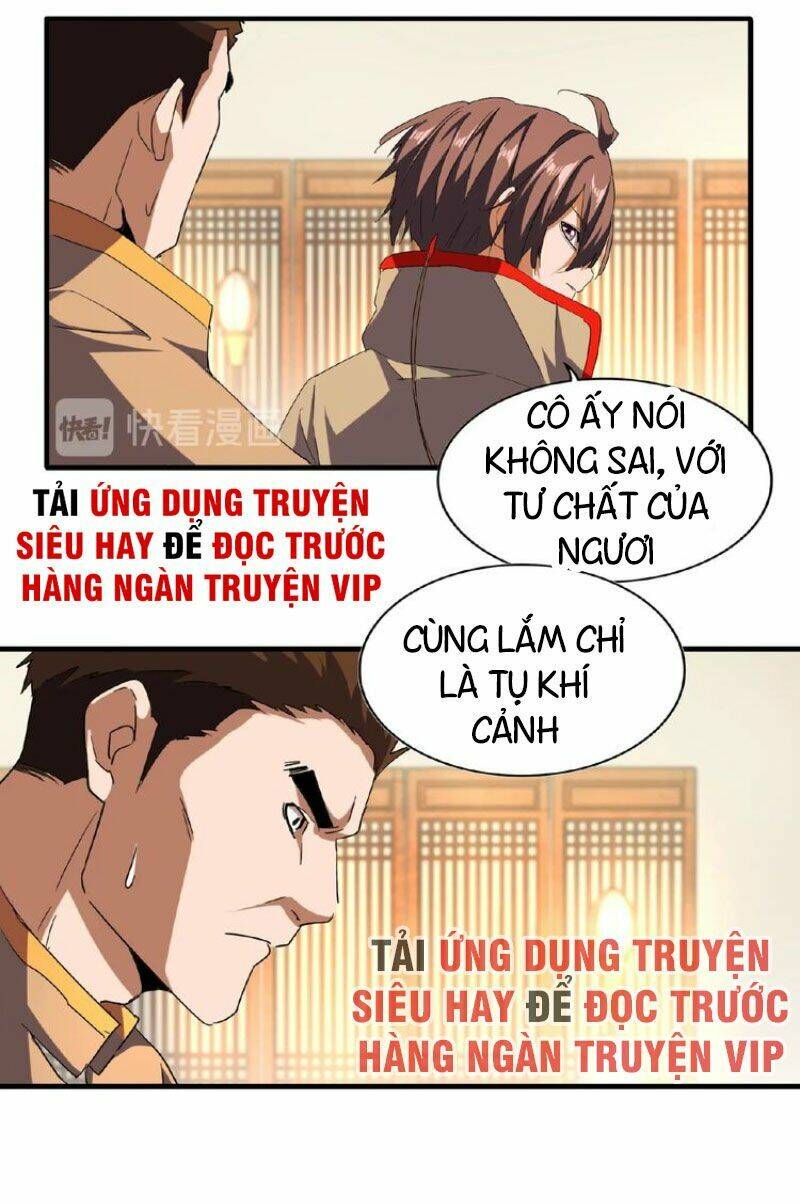 快看!
快看漫画
CÔ ẤY NÓI
KHÔNG SAI, VỚI
TƯ CHẤT CỦA
NGƯƠI
TẢI ỨNG DỤNG TRUYỆN
SIÊU HAY ĐỂ ĐỌC TRƯỚC
HÀNG NGÀN TRUYỆN VIP
CÙNG LẮM CHỈ
LÀ TỤ KHÍ
CẢNH
TẢI ỨNG DỤNG TRUYỆN
SIÊU HAY ĐỂ ĐỌC TRƯỚC
HÀNG NGÀN TRUYỆN VIP